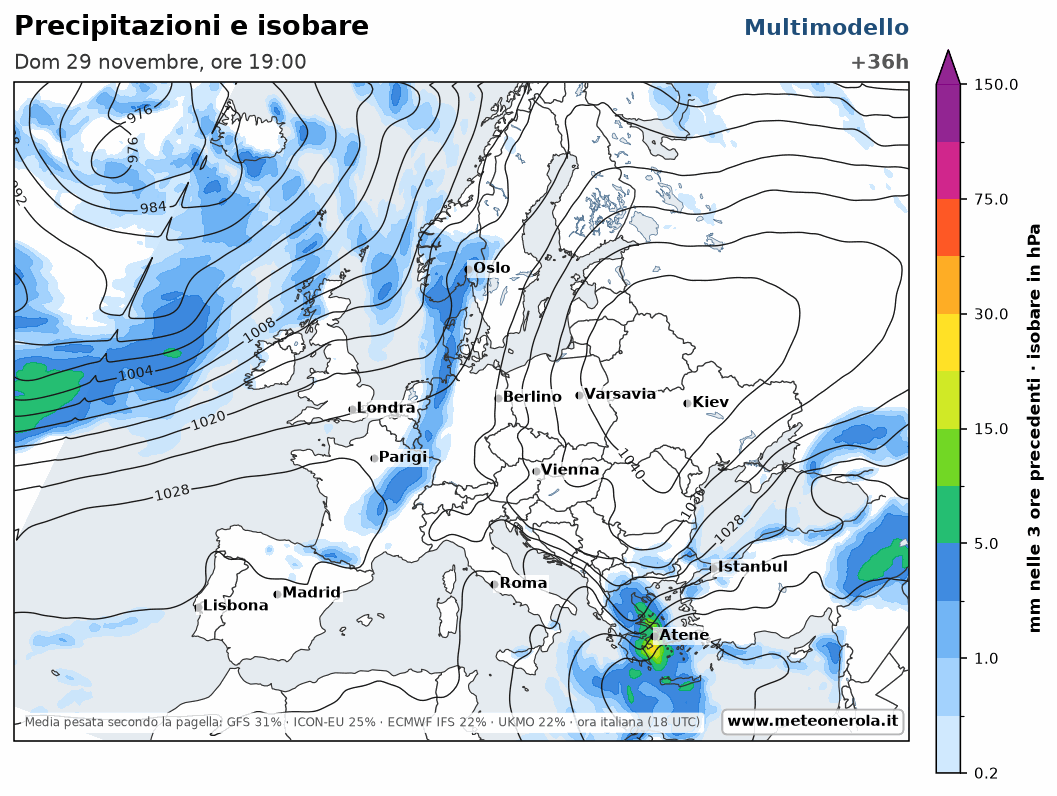 Precipitazioni e isobare
Multimodello
Dom 29 novembre, ore 19:00
+36h
150.0
75.0
30.0
15.0
5.0
1.0
0.2
mm nelle 3 ore precedenti · isobare in hPa
976
976
992
984
1008
1004
1020
1028
1028
Oslo
Londra
Berlino
Varsavia
Kiev
Parigi
Vienna
Istanbul
Roma
Madrid
Lisbona
Atene
Media pesata secondo la pagella: GFS 31% · ICON-EU 25% · ECMWF IFS 22% · UKMO 22% · ora italiana (18 UTC)
www.meteonerola.it